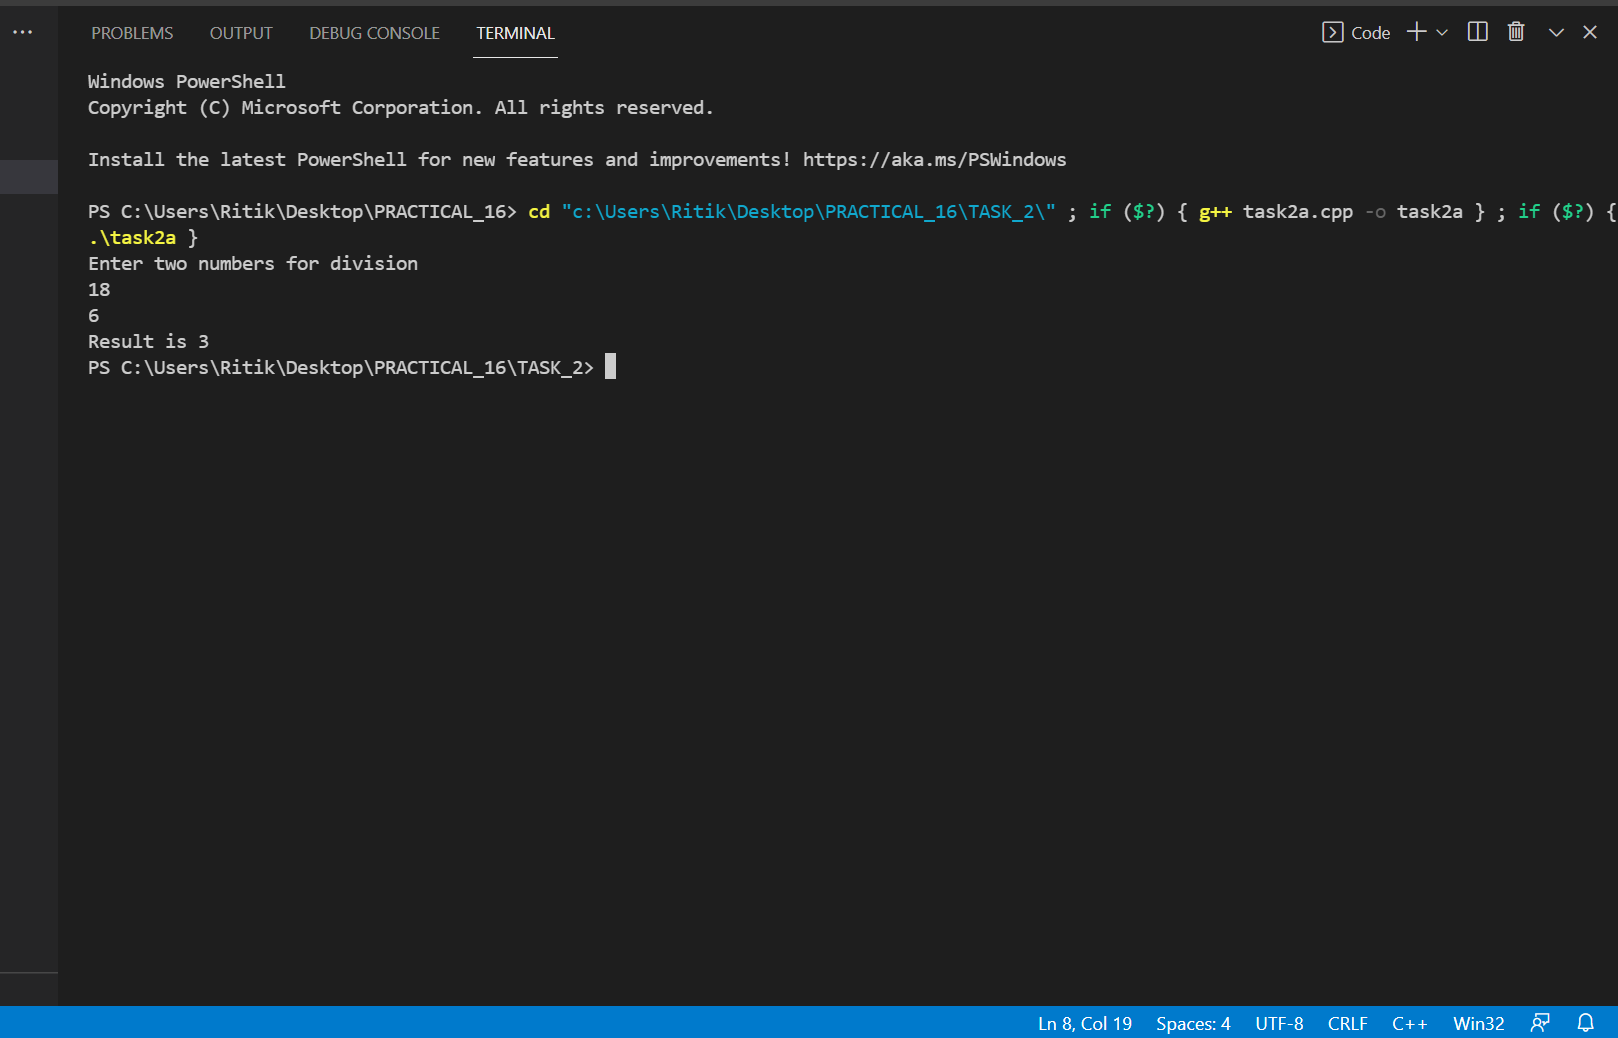 ··· PROBLEMS OUTPUT DEBUG CONSOLE TERMINAL Code
Windows PowerShell
Copyright (C) Microsoft Corporation. All rights reserved.
Install the latest PowerShell for new features and improvements! https://aka.ms/PSWindows
PS C:\Users\Ritik\Desktop\PRACTICAL_16> cd "c:\Users\Ritik\Desktop\PRACTICAL_16\TASK_2\" ; if ($?) { g++ task2a.cpp -o task2a } ; if ($?) {
.\task2a }
Enter two numbers for division
18
6
Result is 3
PS C:\Users\Ritik\Desktop\PRACTICAL_16\TASK_2>
Ln 8, Col 19 Spaces: 4 UTF-8 CRLF C++ Win32